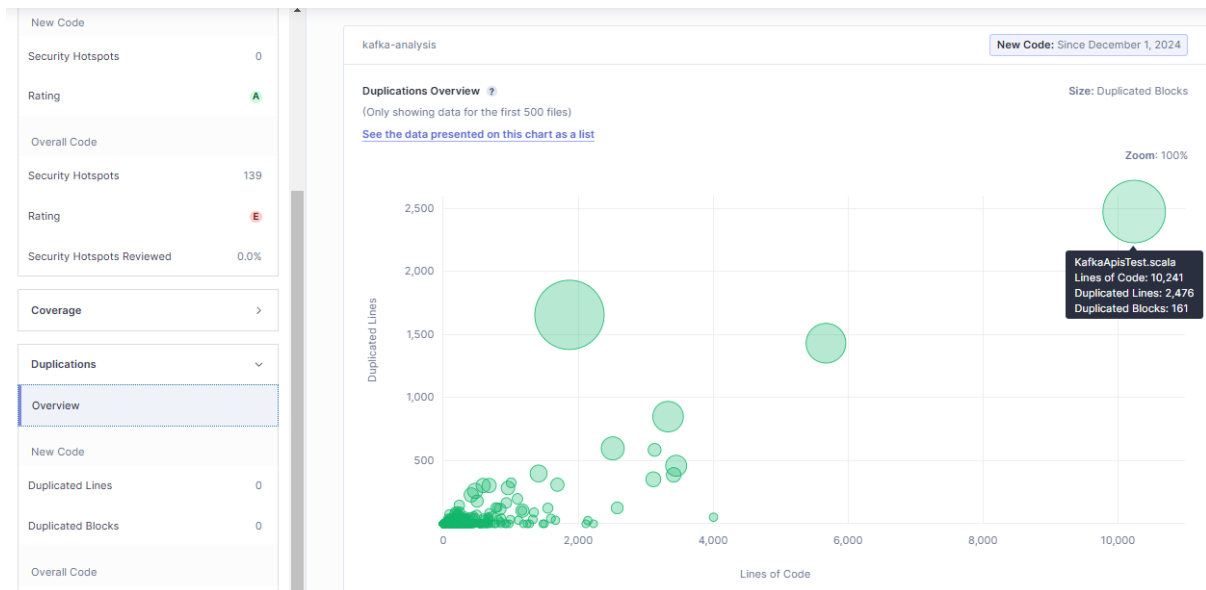 New Code
Security Hotspots 0
Rating A
Overall Code
Security Hotspots 139
Rating E
Security Hotspots Reviewed 0.0%
Coverage
Duplications
Overview
New Code
Duplicated Lines 0
Duplicated Blocks 0
Overall Code
kafka-analysis
New Code: Since December 1, 2024
Duplications Overview ?
Size: Duplicated Blocks
(Only showing data for the first 500 files)
See the data presented on this chart as a list
Zoom: 100%
Duplicated Lines
2,500
2,000
1,500
1,000
500
KafkaApisTest.scala
Lines of Code: 10,241
Duplicated Lines: 2,476
Duplicated Blocks: 161
0 2,000 4,000 6,000 8,000 10,000
Lines of Code